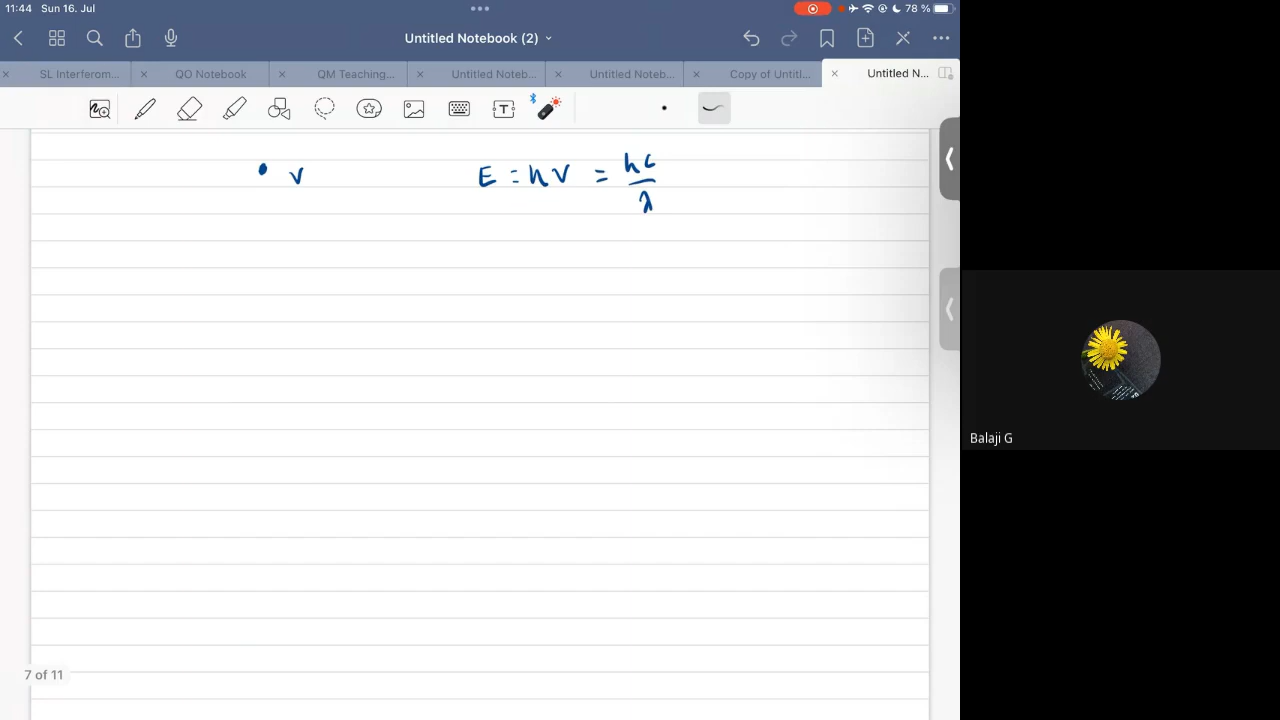 11:44 Sun 16. Jul
78 %
Untitled Notebook (2)
SL Interferom...
QO Notebook
QM Teaching...
Untitled Noteb...
Untitled Noteb...
Copy of Untitl...
Untitled N...
T
• ν E = hν = hc/λ
Balaji G
7 of 11